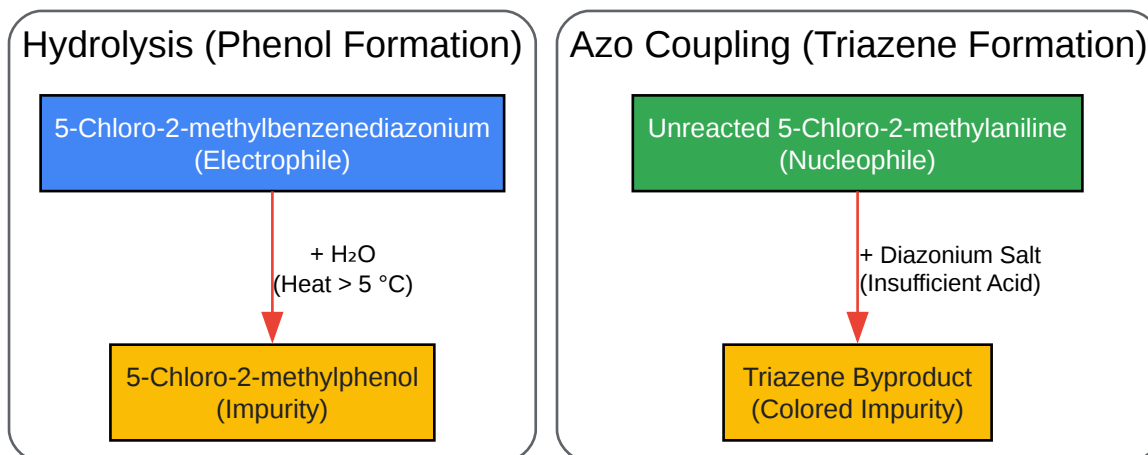 Hydrolysis (Phenol Formation)
5-Chloro-2-methylbenzenediazonium
(Electrophile)
+ H₂O
(Heat > 5 °C)
5-Chloro-2-methylphenol
(Impurity)
Azo Coupling (Triazene Formation)
Unreacted 5-Chloro-2-methylaniline
(Nucleophile)
+ Diazonium Salt
(Insufficient Acid)
Triazene Byproduct
(Colored Impurity)